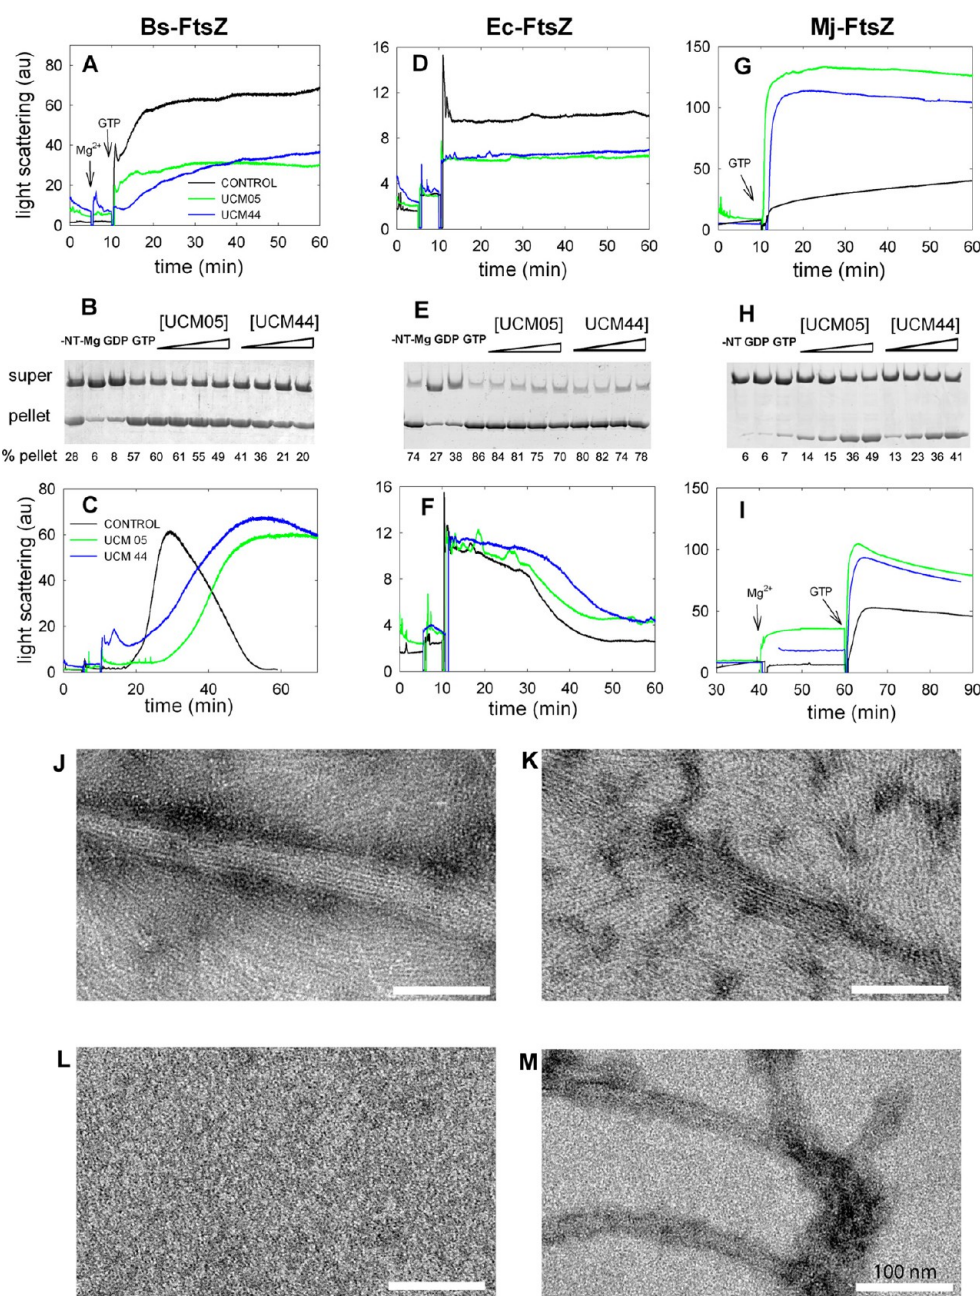 Bs-FtsZ Ec-FtsZ Mj-FtsZ
A D G
light scattering (au)
80 60 40 20 0
16 12 8 4 0
150 100 50 0
Mg2+ GTP
GTP
CONTROL
UCM05
UCM44
0 10 20 30 40 50 60
0 10 20 30 40 50 60
0 10 20 30 40 50 60
time (min) time (min) time (min)
B E H
[UCM05] [UCM44]
-NT-Mg GDP GTP
[UCM05] UCM44]
-NT-Mg GDP GTP
[UCM05] [UCM44]
-NT GDP GTP
super
pellet
% pellet 28 6 8 57 60 61 55 49 41 36 21 20
74 27 38 86 84 81 75 70 80 82 74 78
6 6 7 14 15 36 49 13 23 36 41
C F I
light scattering (au)
80 60 40 20 0
16 12 8 4 0
150 100 50 0
CONTROL
UCM 05
UCM 44
Mg2+ GTP
0 20 40 60
0 10 20 30 40 50 60
30 40 50 60 70 80 90
time (min) time (min) time (min)
J K
L M
100 nm